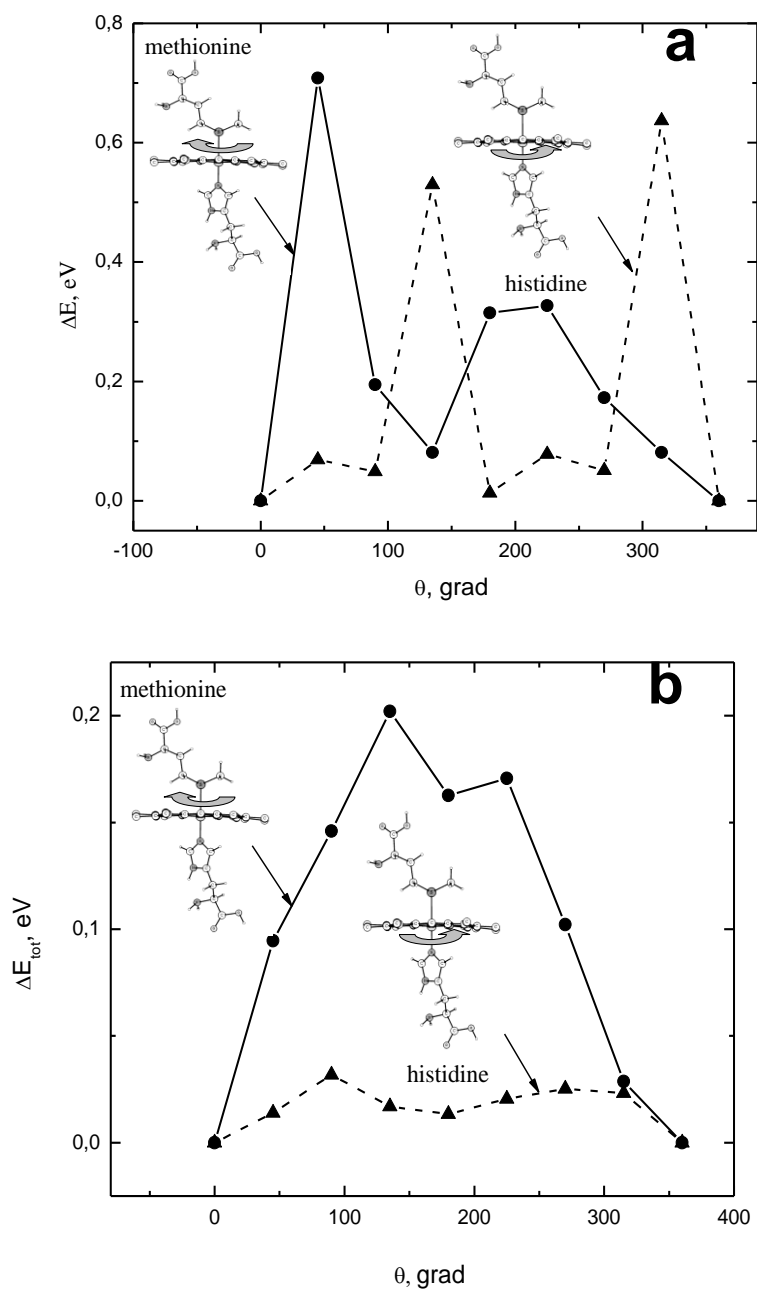 a
methionine
histidine
0,8
0,6
0,4
0,2
0,0
ΔE, eV
-100 0 100 200 300
θ, grad
b
methionine
histidine
0,2
0,1
0,0
ΔE_tot, eV
0 100 200 300 400
θ, grad